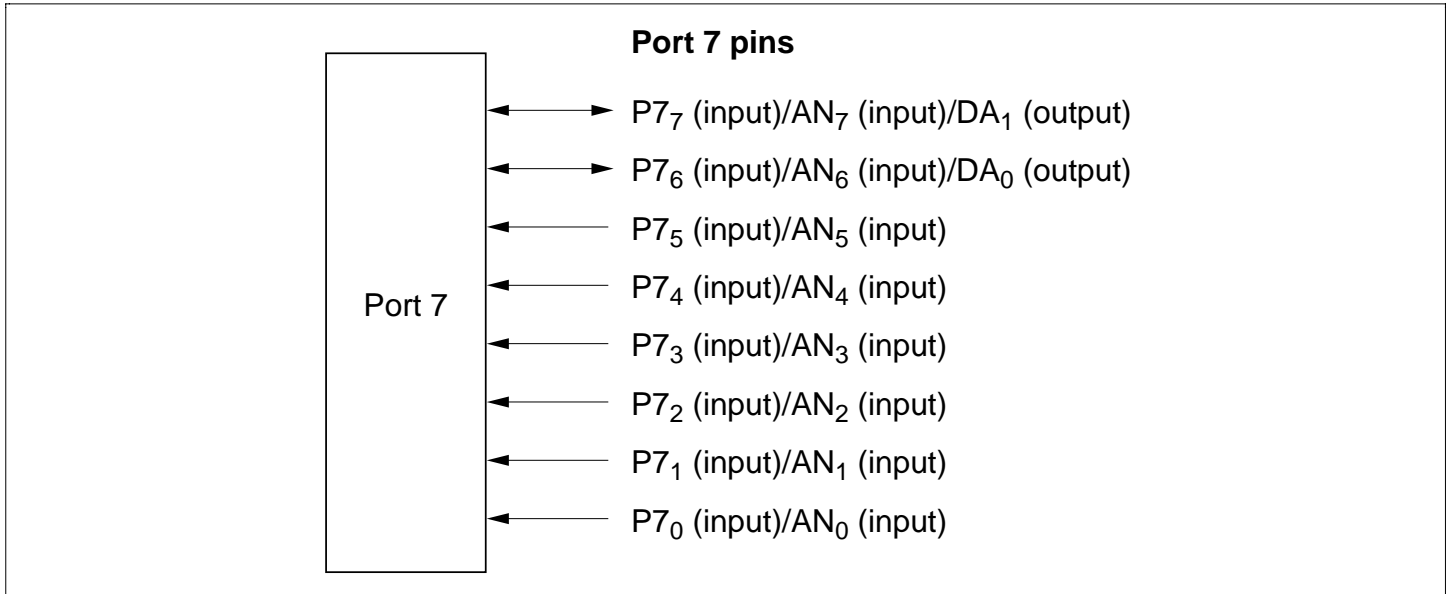 Port 7 pins
P7₇ (input)/AN₇ (input)/DA₁ (output)
P7₆ (input)/AN₆ (input)/DA₀ (output)
P7₅ (input)/AN₅ (input)
P7₄ (input)/AN₄ (input)
Port 7
P7₃ (input)/AN₃ (input)
P7₂ (input)/AN₂ (input)
P7₁ (input)/AN₁ (input)
P7₀ (input)/AN₀ (input)